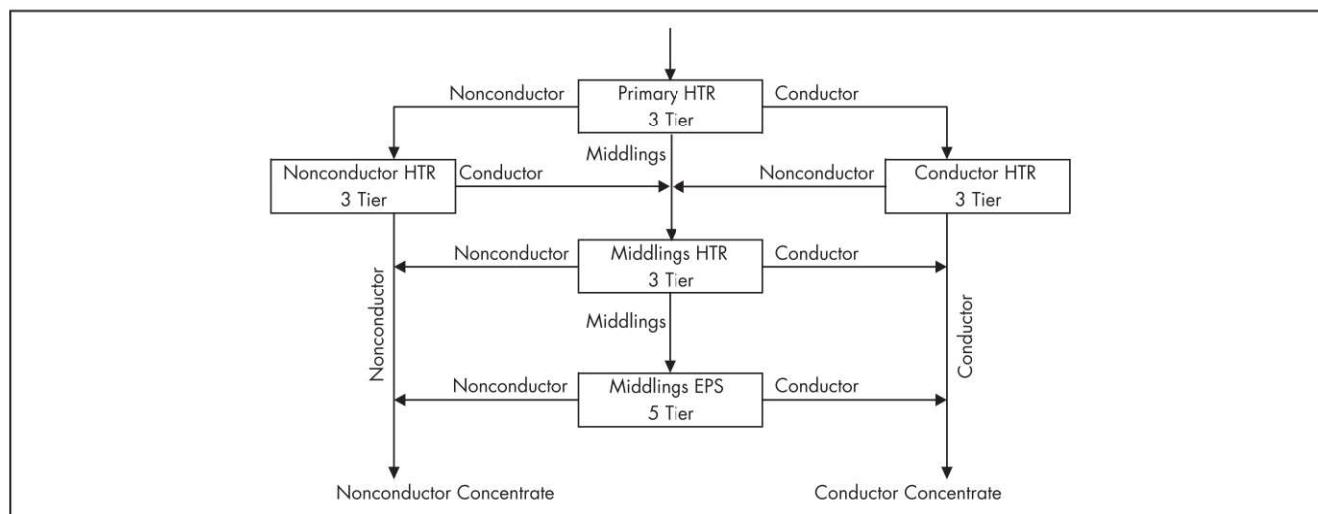 Nonconductor
Primary HTR
3 Tier
Conductor
Middlings
Nonconductor HTR
3 Tier
Conductor
Nonconductor
Conductor HTR
3 Tier
Nonconductor
Middlings HTR
3 Tier
Conductor
Nonconductor
Middlings
Conductor
Nonconductor
Middlings EPS
5 Tier
Conductor
Nonconductor Concentrate
Conductor Concentrate